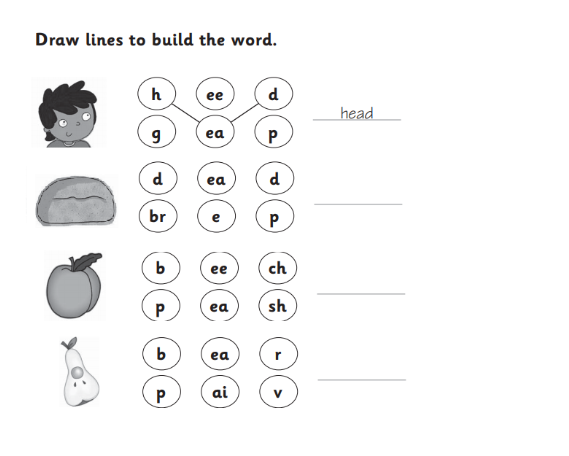 Draw lines to build the word.
h ee d
head
g ea p
d ea d
br e p
b ee ch
p ea sh
b ea r
p ai v